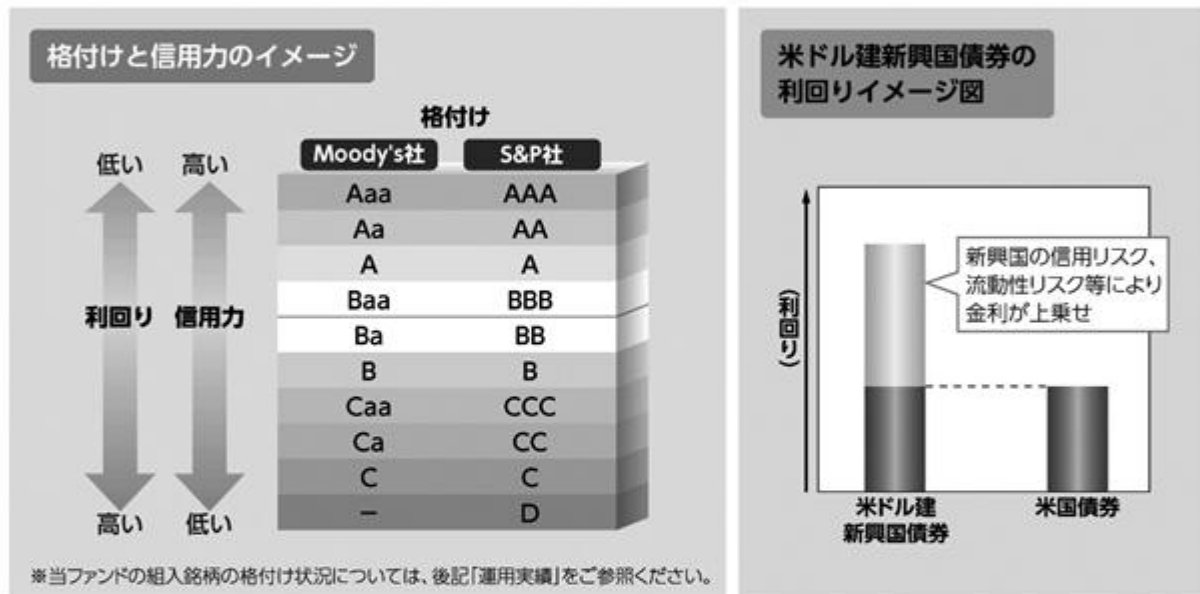 格付けと信用力のイメージ
格付け
低い 高い Moody's社 S&P社
Aaa AAA
Aa AA
A A
Baa BBB
利回り 信用力
Ba BB
B B
Caa CCC
Ca CC
C C
高い 低い － D
※当ファンドの組入銘柄の格付け状況については、後記「運用実績」をご参照ください。
米ドル建新興国債券の
利回りイメージ図
(利回り)
新興国の信用リスク、
流動性リスク等により
金利が上乗せ
米ドル建
新興国債券
米国債券